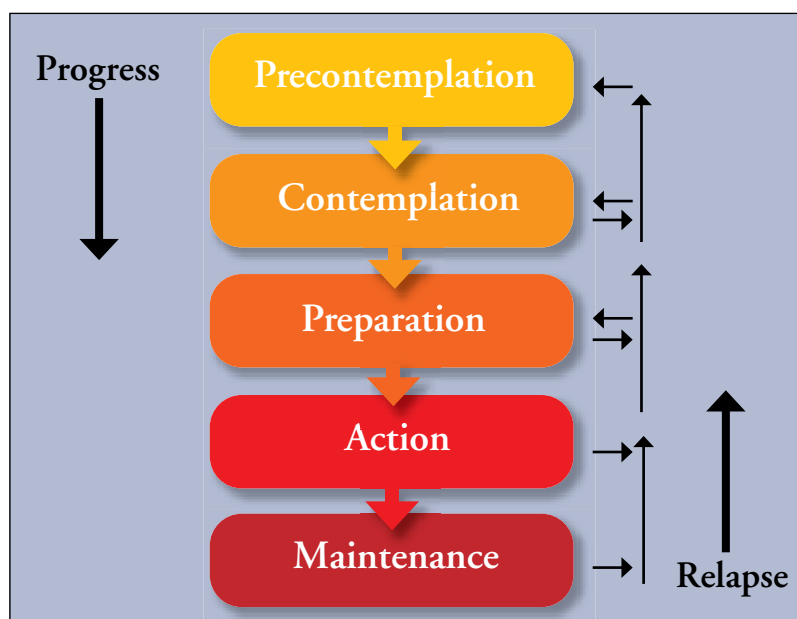 Progress
Precontemplation
Contemplation
Preparation
Action
Maintenance
Relapse